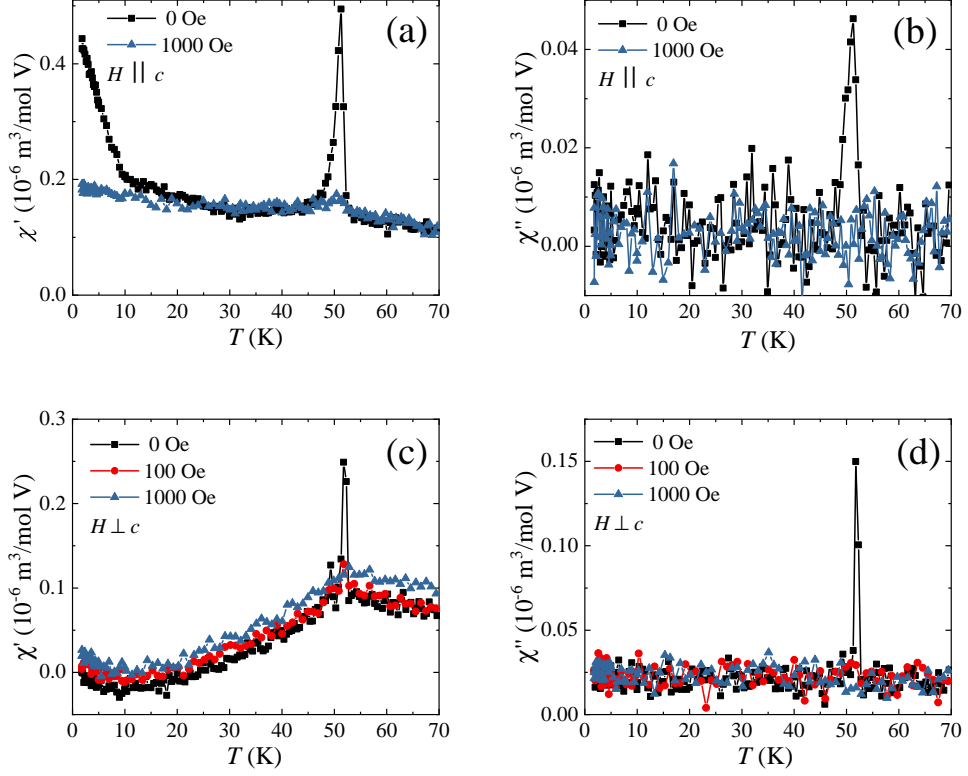 (a)
0 Oe
1000 Oe
H || c
χ' (10⁻⁶ m³/mol V)
0.0
0.2
0.4
0 10 20 30 40 50 60 70
T (K)
(b)
0 Oe
1000 Oe
H || c
χ'' (10⁻⁶ m³/mol V)
0.00
0.02
0.04
0 10 20 30 40 50 60 70
T (K)
(c)
0 Oe
100 Oe
1000 Oe
H ⊥ c
χ' (10⁻⁶ m³/mol V)
0.0
0.1
0.2
0.3
0 10 20 30 40 50 60 70
T (K)
(d)
0 Oe
100 Oe
1000 Oe
H ⊥ c
χ'' (10⁻⁶ m³/mol V)
0.00
0.05
0.10
0.15
0 10 20 30 40 50 60 70
T (K)